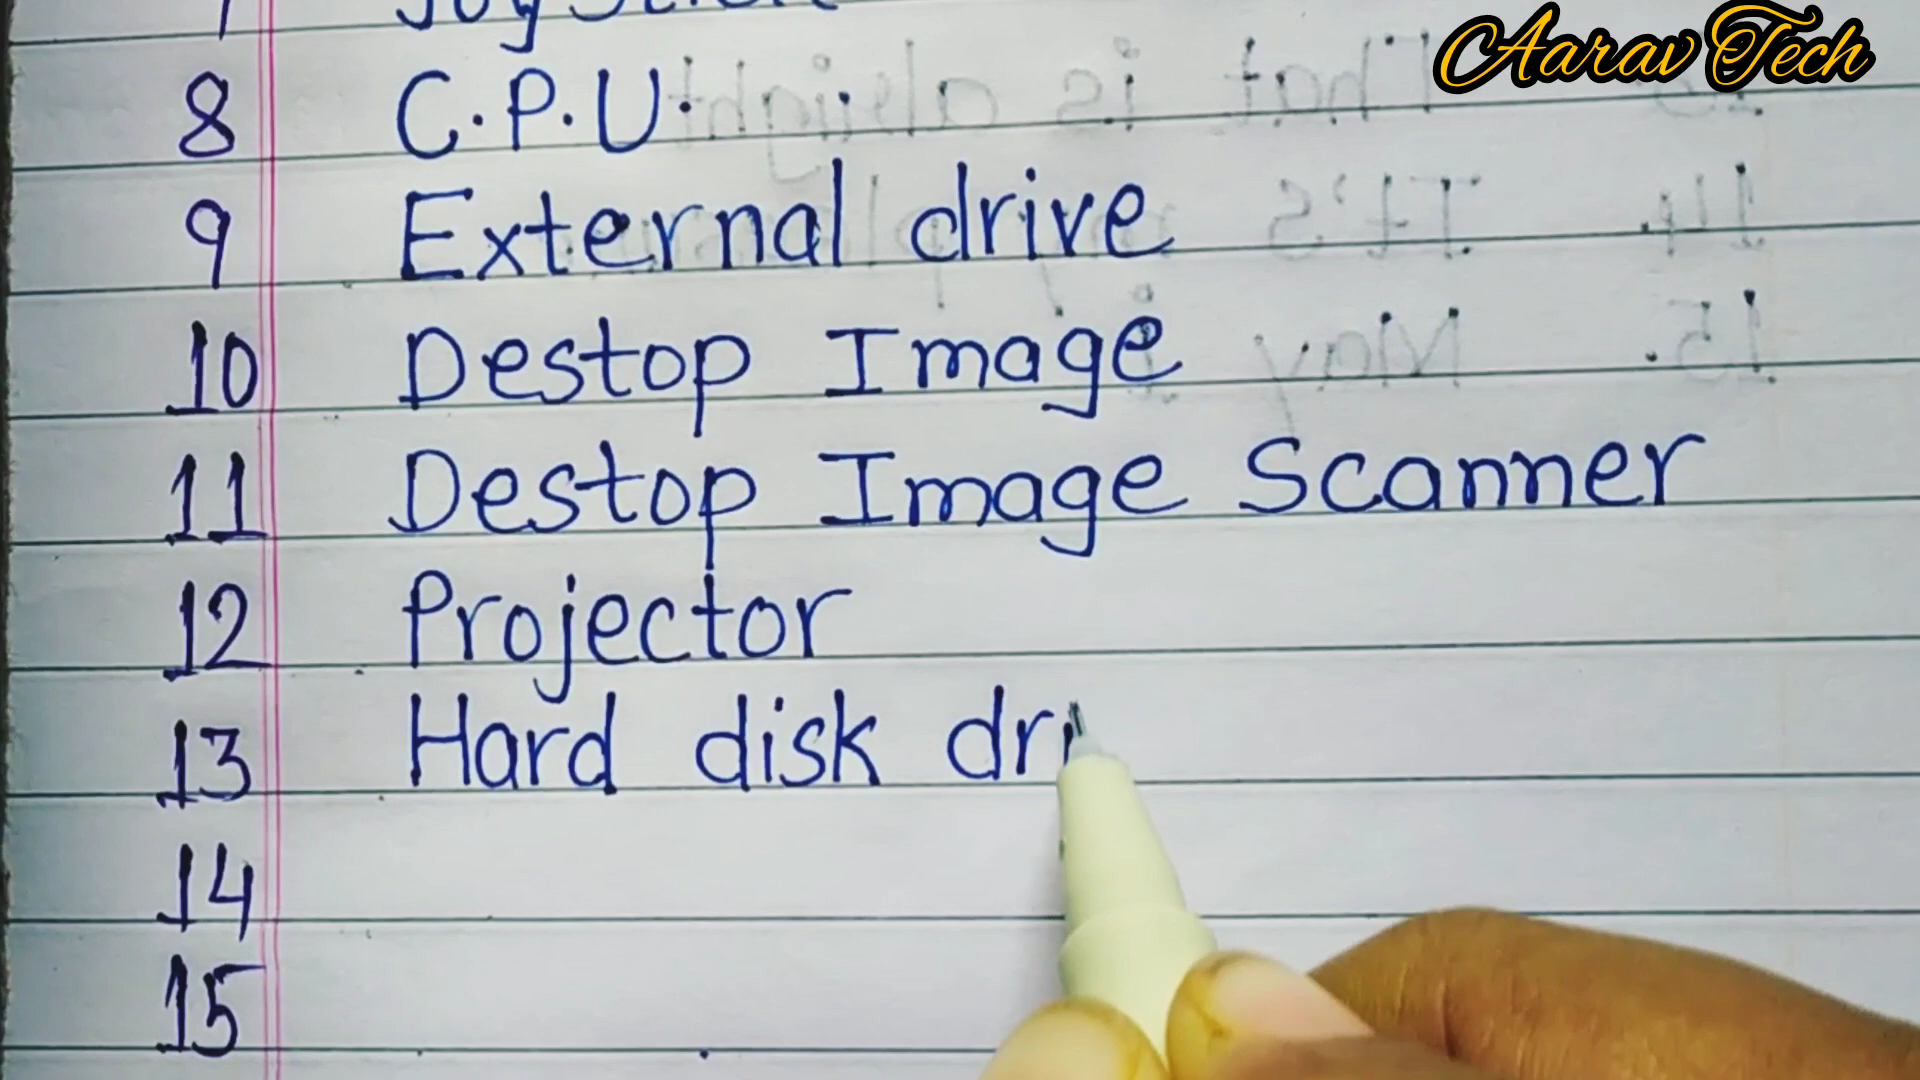 Aarav Tech
8 C.P.U.
9 External drive
10 Destop Image
11 Destop Image Scanner
12 Projector
13 Hard disk dri
14
15